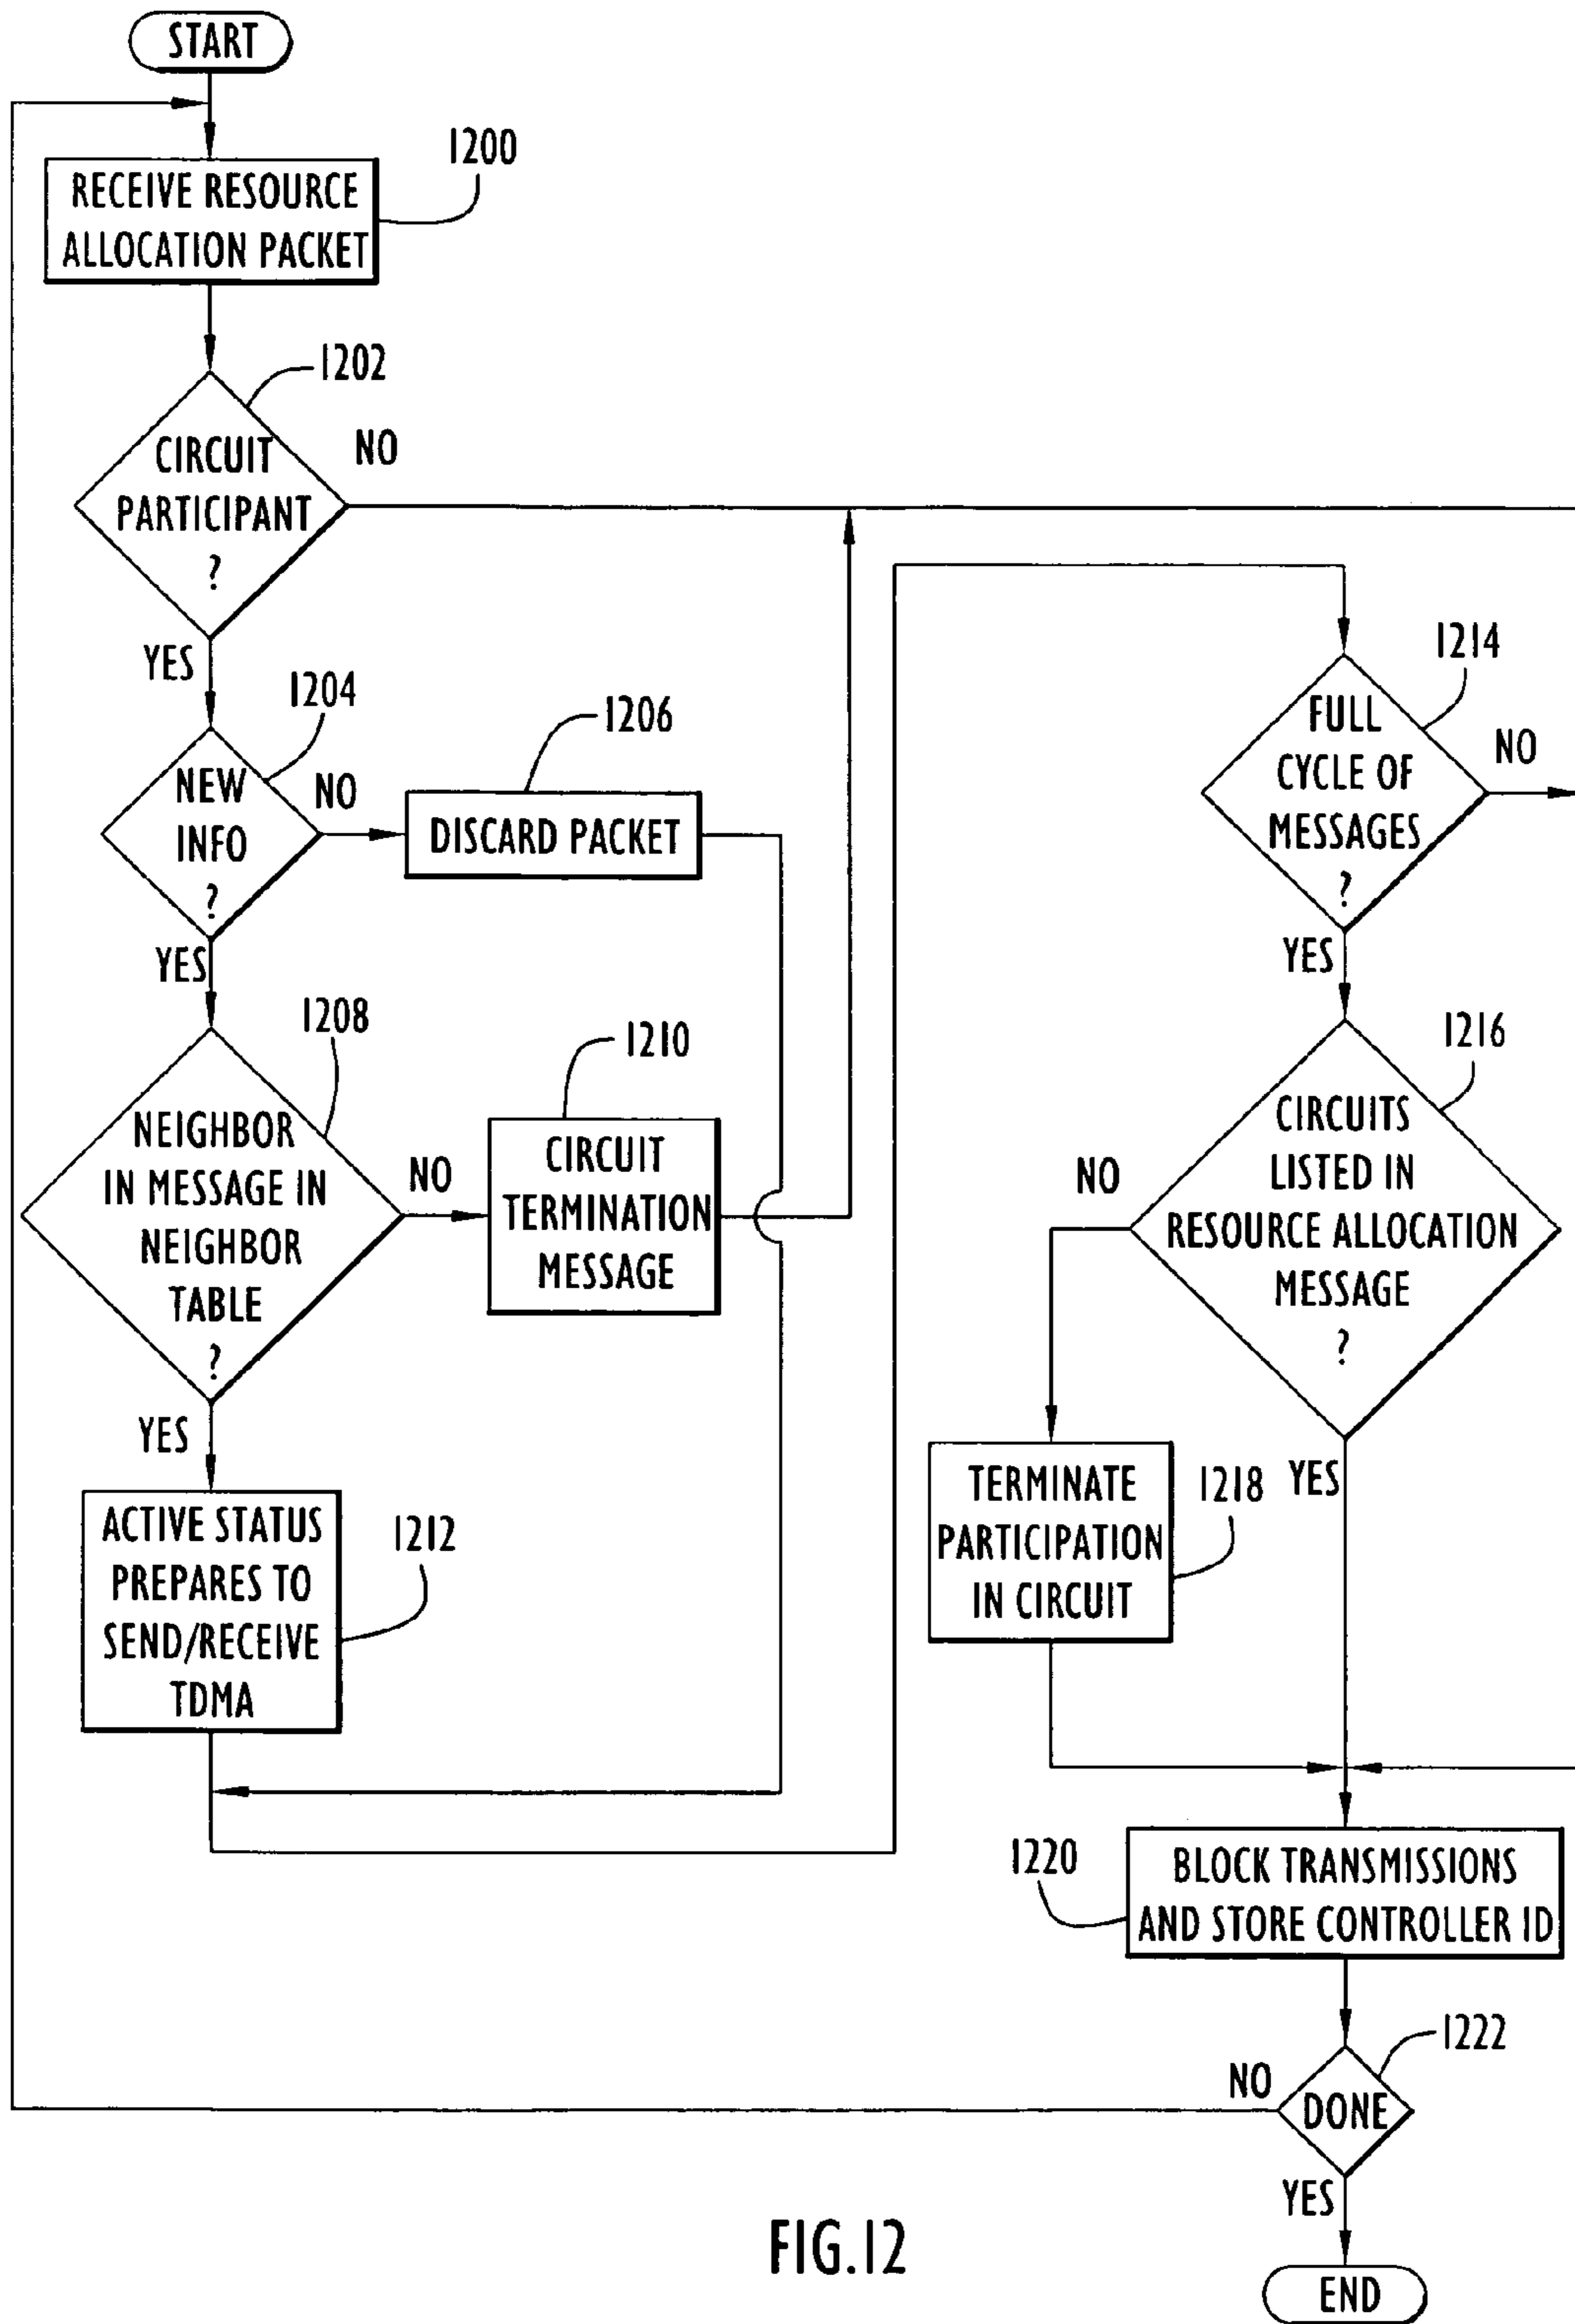 START
1200
RECEIVE RESOURCE
ALLOCATION PACKET
1202
CIRCUIT
PARTICIPANT
?
NO
YES
1204
NEW
INFO
?
NO
1206
DISCARD PACKET
YES
1208
NEIGHBOR
IN MESSAGE IN
NEIGHBOR
TABLE
?
NO
1210
CIRCUIT
TERMINATION
MESSAGE
YES
1212
ACTIVE STATUS
PREPARES TO
SEND/RECEIVE
TDMA
1214
FULL
CYCLE OF
MESSAGES
?
NO
YES
1216
CIRCUITS
LISTED IN
RESOURCE ALLOCATION
MESSAGE
?
NO
1218
TERMINATE
PARTICIPATION
IN CIRCUIT
YES
1220
BLOCK TRANSMISSIONS
AND STORE CONTROLLER ID
1222
DONE
NO
YES
END
FIG.12